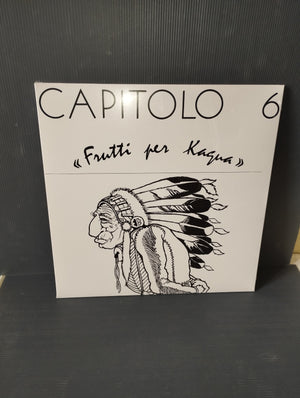 CAPITOLO 6
«Frutti per Kagua»